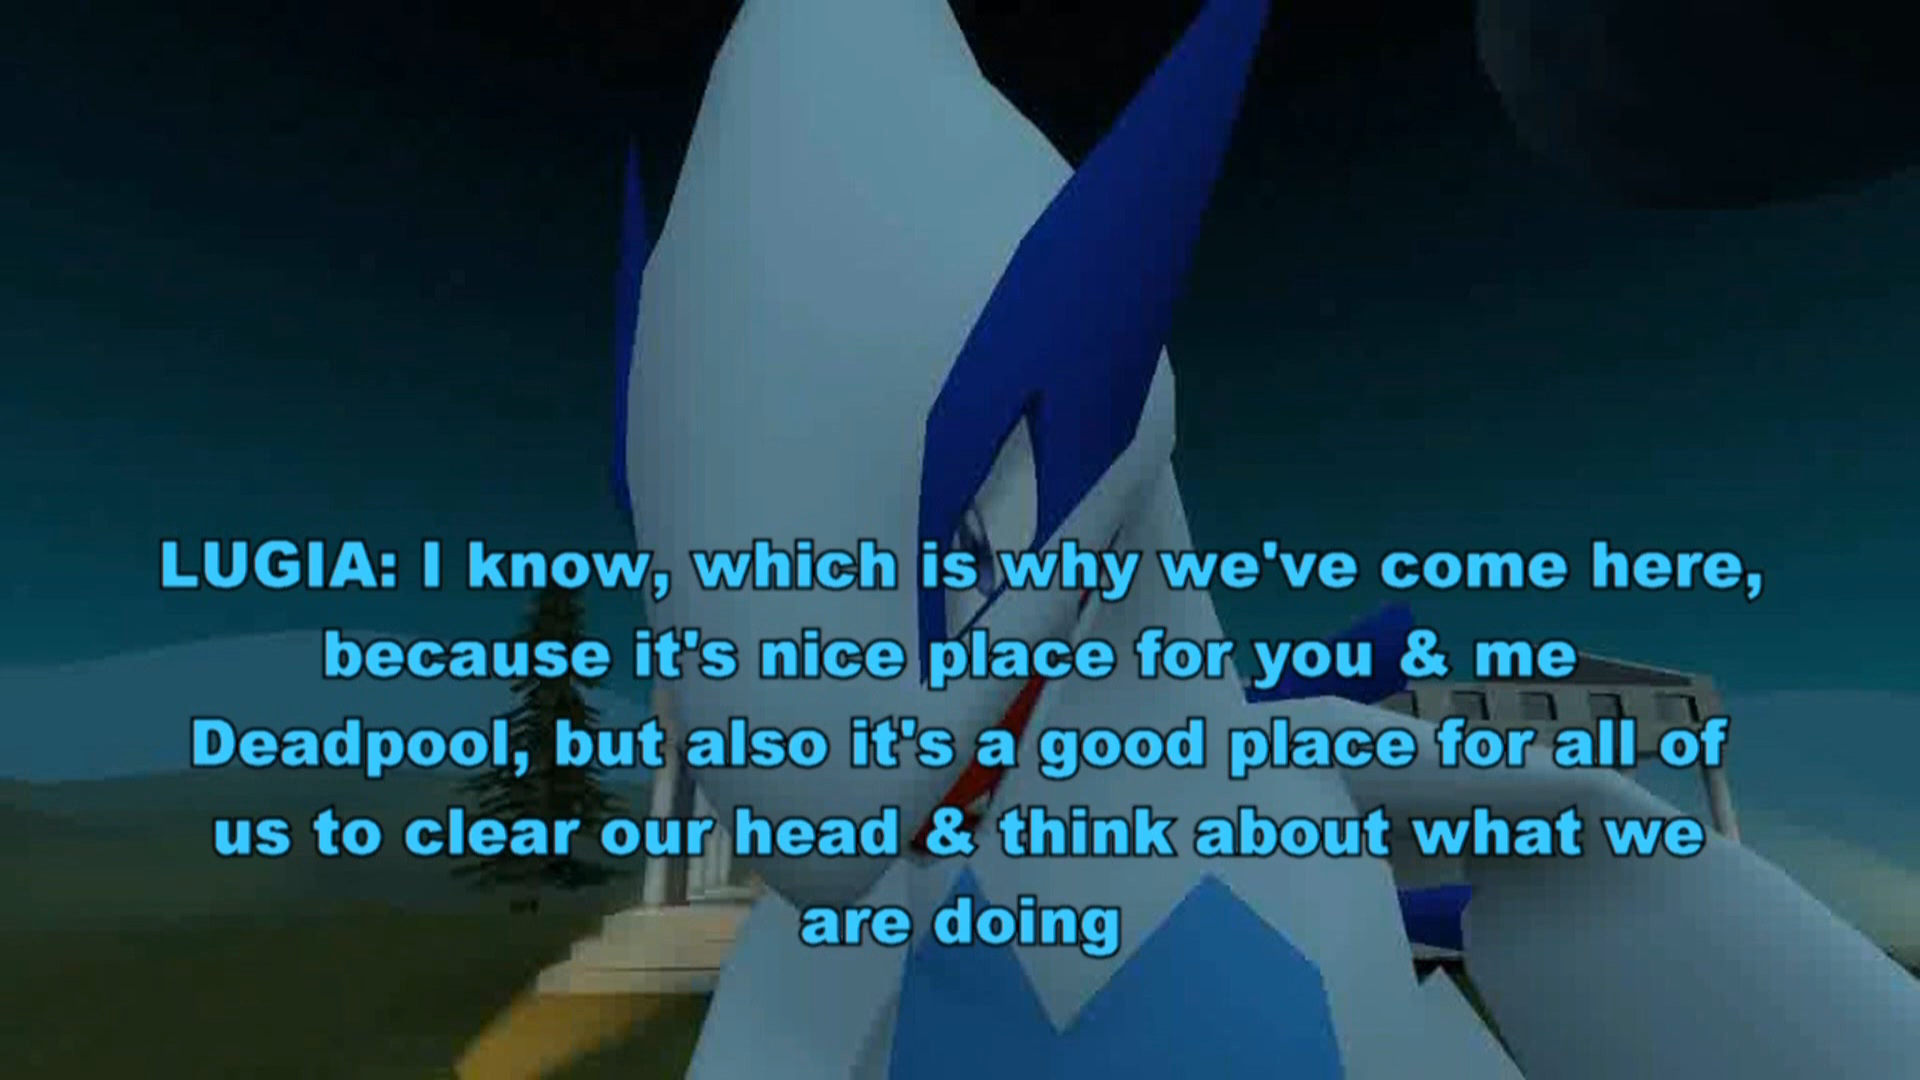 LUGIA: I know, which is why we've come here,
because it's nice place for you & me
Deadpool, but also it's a good place for all of
us to clear our head & think about what we
are doing